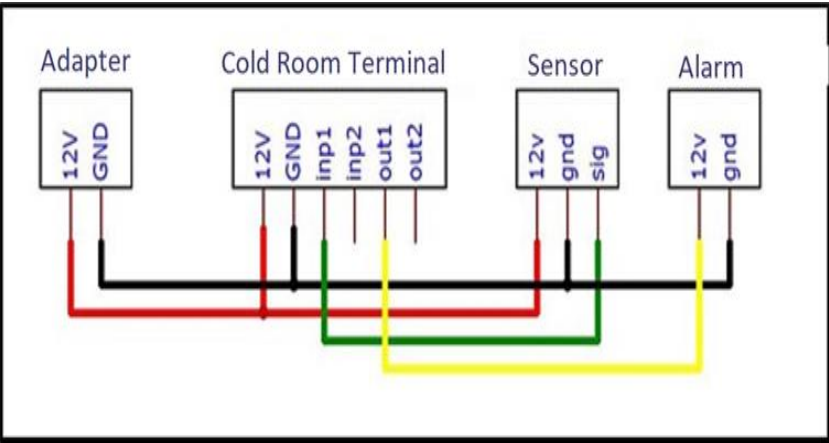 Adapter
Cold Room Terminal
Sensor
Alarm
12V
GND
12V
GND
inp1
inp2
out1
out2
12v
gnd
sig
12v
gnd